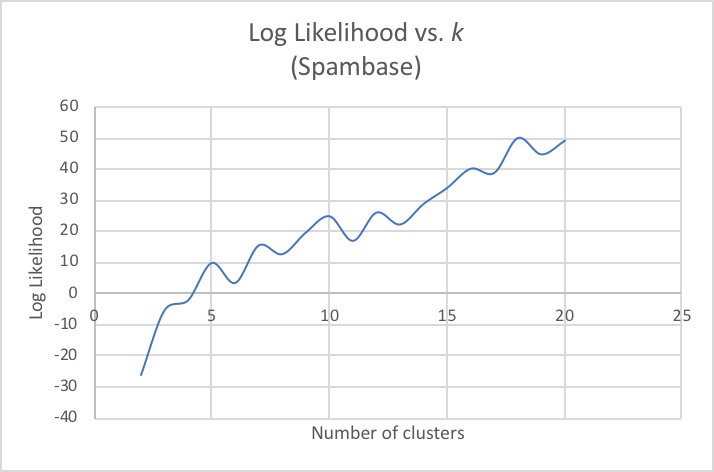 Log Likelihood vs. k
(Spambase)
60
50
40
30
20
10
0
-10
-20
-30
-40
0 5 10 15 20 25
Log Likelihood
Number of clusters